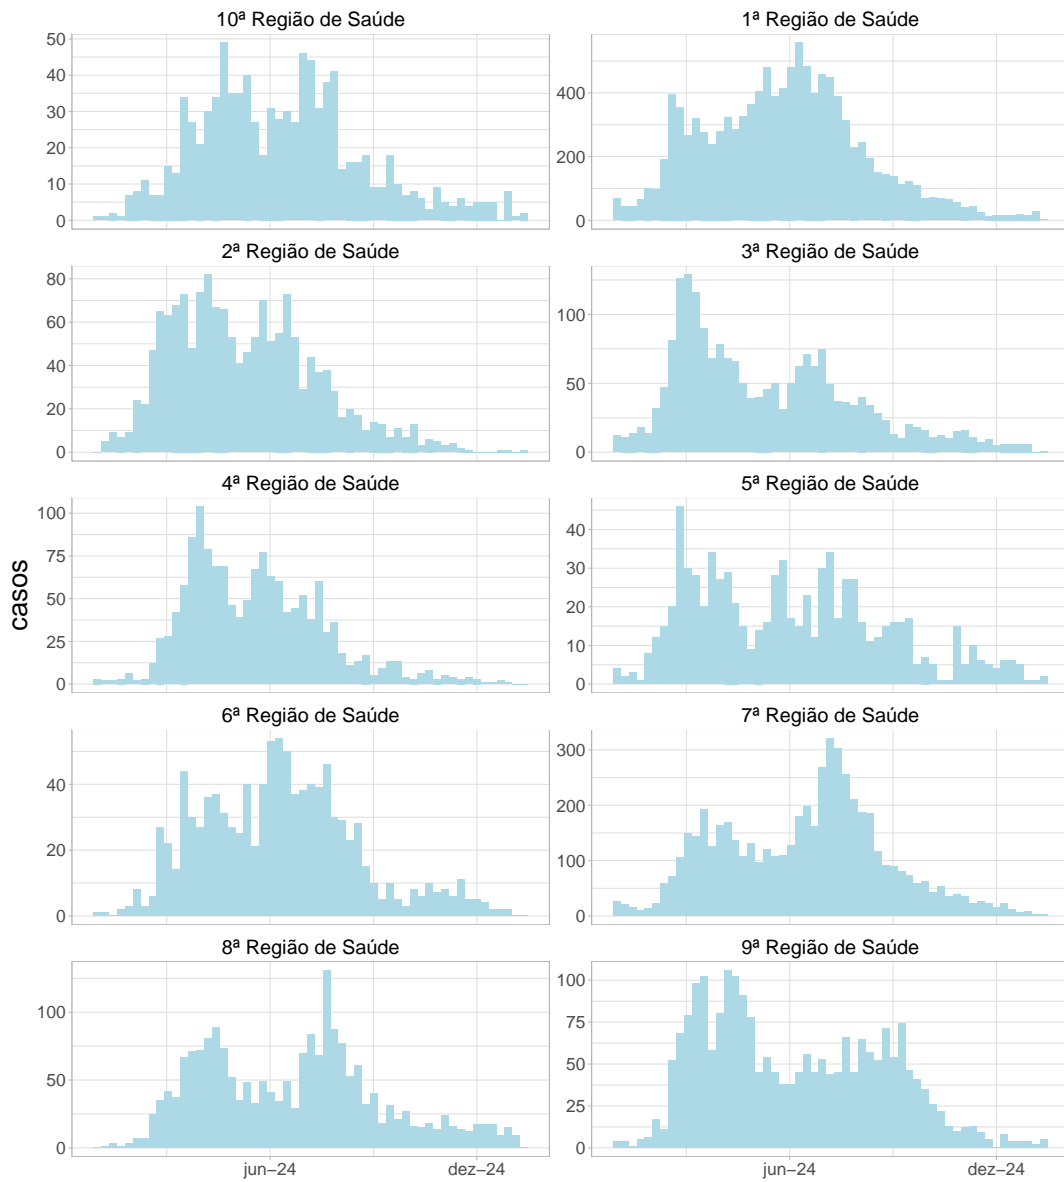 10ª Região de Saúde
50
40
30
20
10
0
1ª Região de Saúde
400
200
0
2ª Região de Saúde
80
60
40
20
0
3ª Região de Saúde
100
50
0
4ª Região de Saúde
100
75
50
25
0
5ª Região de Saúde
40
30
20
10
0
6ª Região de Saúde
40
20
0
7ª Região de Saúde
300
200
100
0
8ª Região de Saúde
100
50
0
9ª Região de Saúde
100
75
50
25
0
jun−24
dez−24
jun−24
dez−24
casos